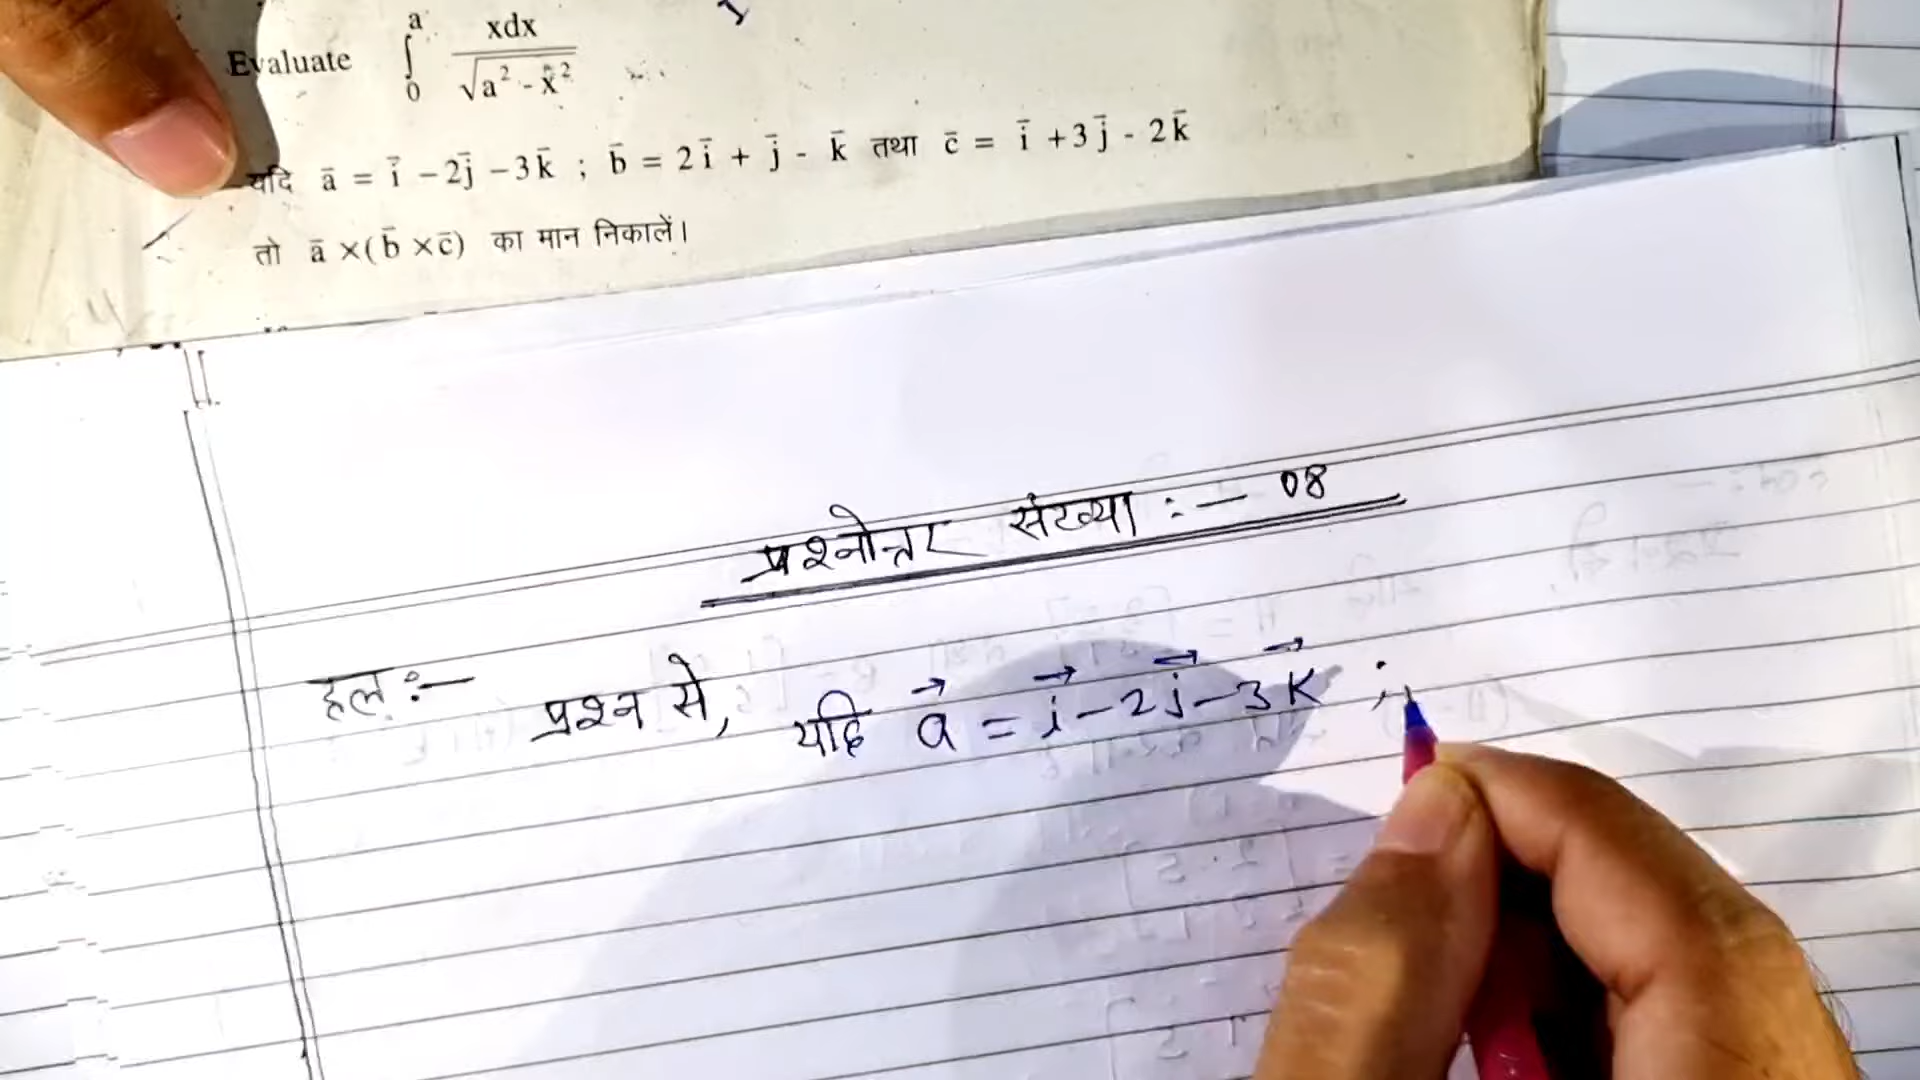 Evaluate ∫₀ᵃ xdx / √(a² - x²)
यदि ā = i̅ - 2j̅ - 3k̅ ; b̅ = 2i̅ + j̅ - k̅ तथा c̅ = i̅ + 3j̅ - 2k̅
तो ā ×( b̅ × c̅) का मान निकालें।
प्रश्नोत्तर संख्या :— 08
हल :— प्रश्न से, यदि a⃗ = i⃗ - 2j⃗ - 3k⃗ ;